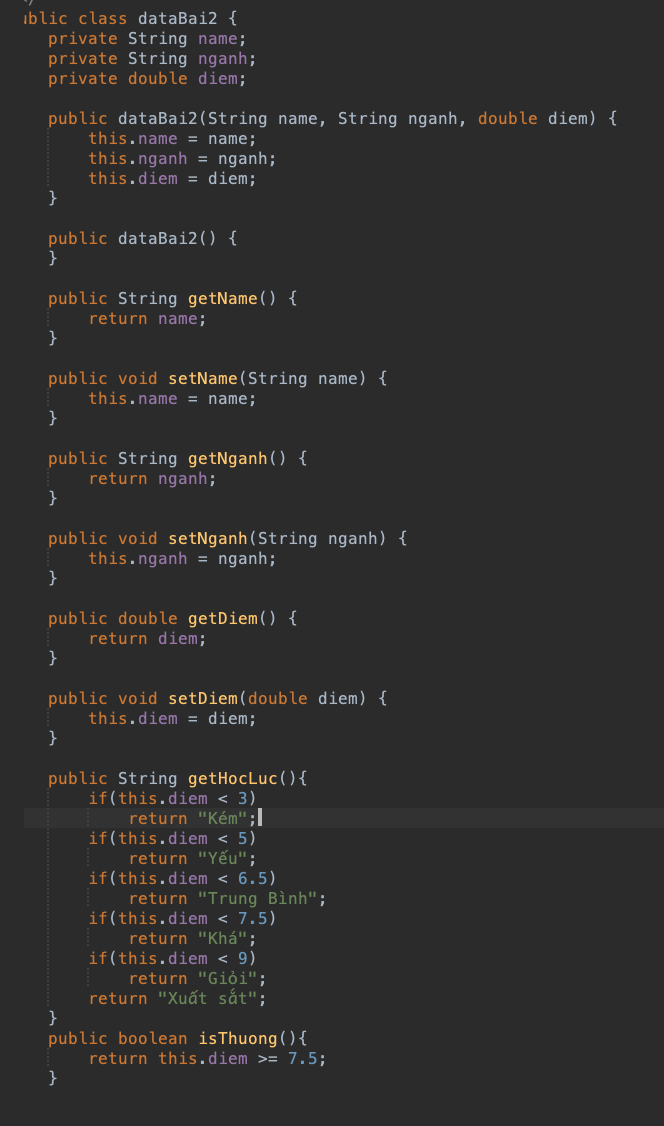 ublic class dataBai2 {
    private String name;
    private String nganh;
    private double diem;

    public dataBai2(String name, String nganh, double diem) {
        this.name = name;
        this.nganh = nganh;
        this.diem = diem;
    }

    public dataBai2() {
    }

    public String getName() {
        return name;
    }

    public void setName(String name) {
        this.name = name;
    }

    public String getNganh() {
        return nganh;
    }

    public void setNganh(String nganh) {
        this.nganh = nganh;
    }

    public double getDiem() {
        return diem;
    }

    public void setDiem(double diem) {
        this.diem = diem;
    }

    public String getHocLuc(){
        if(this.diem < 3)
            return "Kém";
        if(this.diem < 5)
            return "Yếu";
        if(this.diem < 6.5)
            return "Trung Bình";
        if(this.diem < 7.5)
            return "Khá";
        if(this.diem < 9)
            return "Giỏi";
        return "Xuất sắt";
    }
    public boolean isThuong(){
        return this.diem >= 7.5;
    }